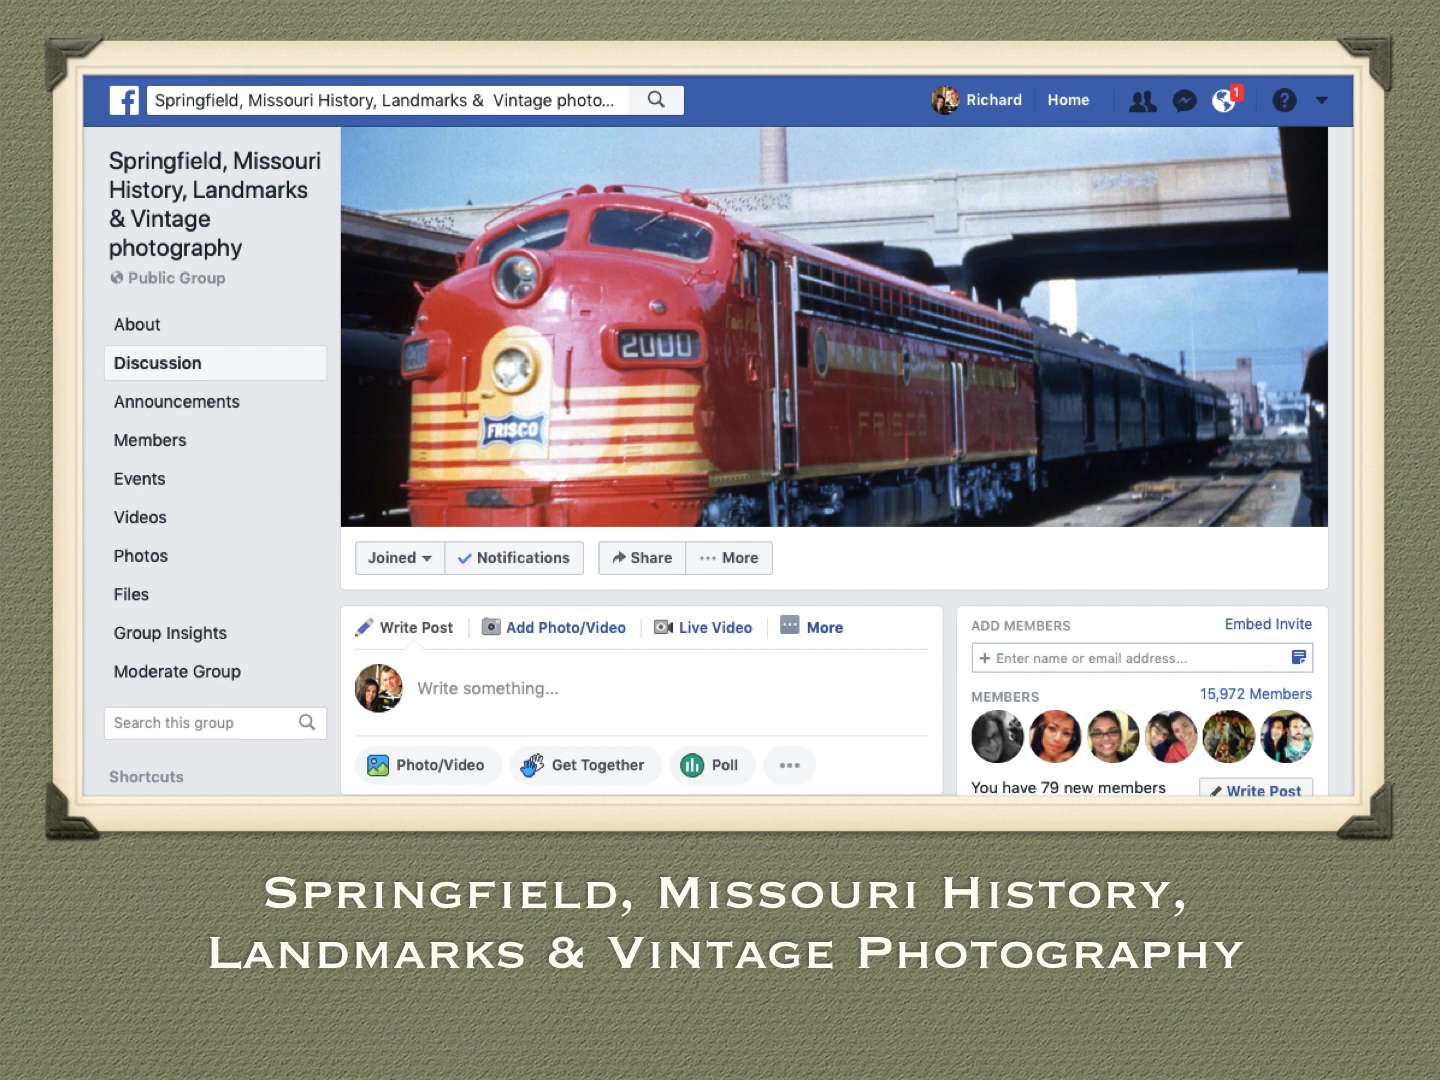 Springfield, Missouri History, Landmarks &  Vintage photo...
Richard
Home
1
?
Springfield, Missouri
History, Landmarks
& Vintage
photography
Public Group
About
Discussion
Announcements
Members
Events
Videos
Photos
Files
Group Insights
Moderate Group
Search this group
Shortcuts
2000
FRISCO
FRISCO
Joined
Notifications
Share
More
Write Post
Add Photo/Video
Live Video
More
Write something...
Photo/Video
Get Together
Poll
ADD MEMBERS
Embed Invite
+ Enter name or email address...
MEMBERS
15,972 Members
You have 79 new members
Write Post
Springfield, Missouri History,
Landmarks & Vintage Photography